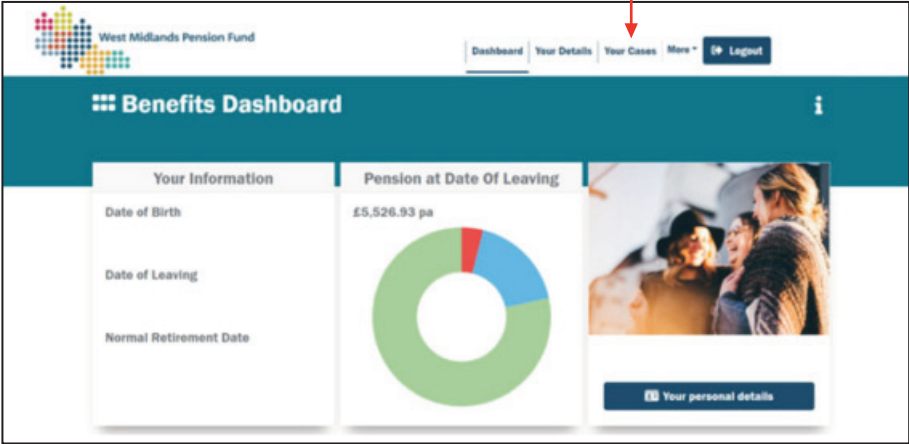 West Midlands Pension Fund
Dashboard Your Details Your Cases More Logout
Benefits Dashboard
i
Your Information
Date of Birth
Date of Leaving
Normal Retirement Date
Pension at Date Of Leaving
£5,526.93 pa
Your personal details